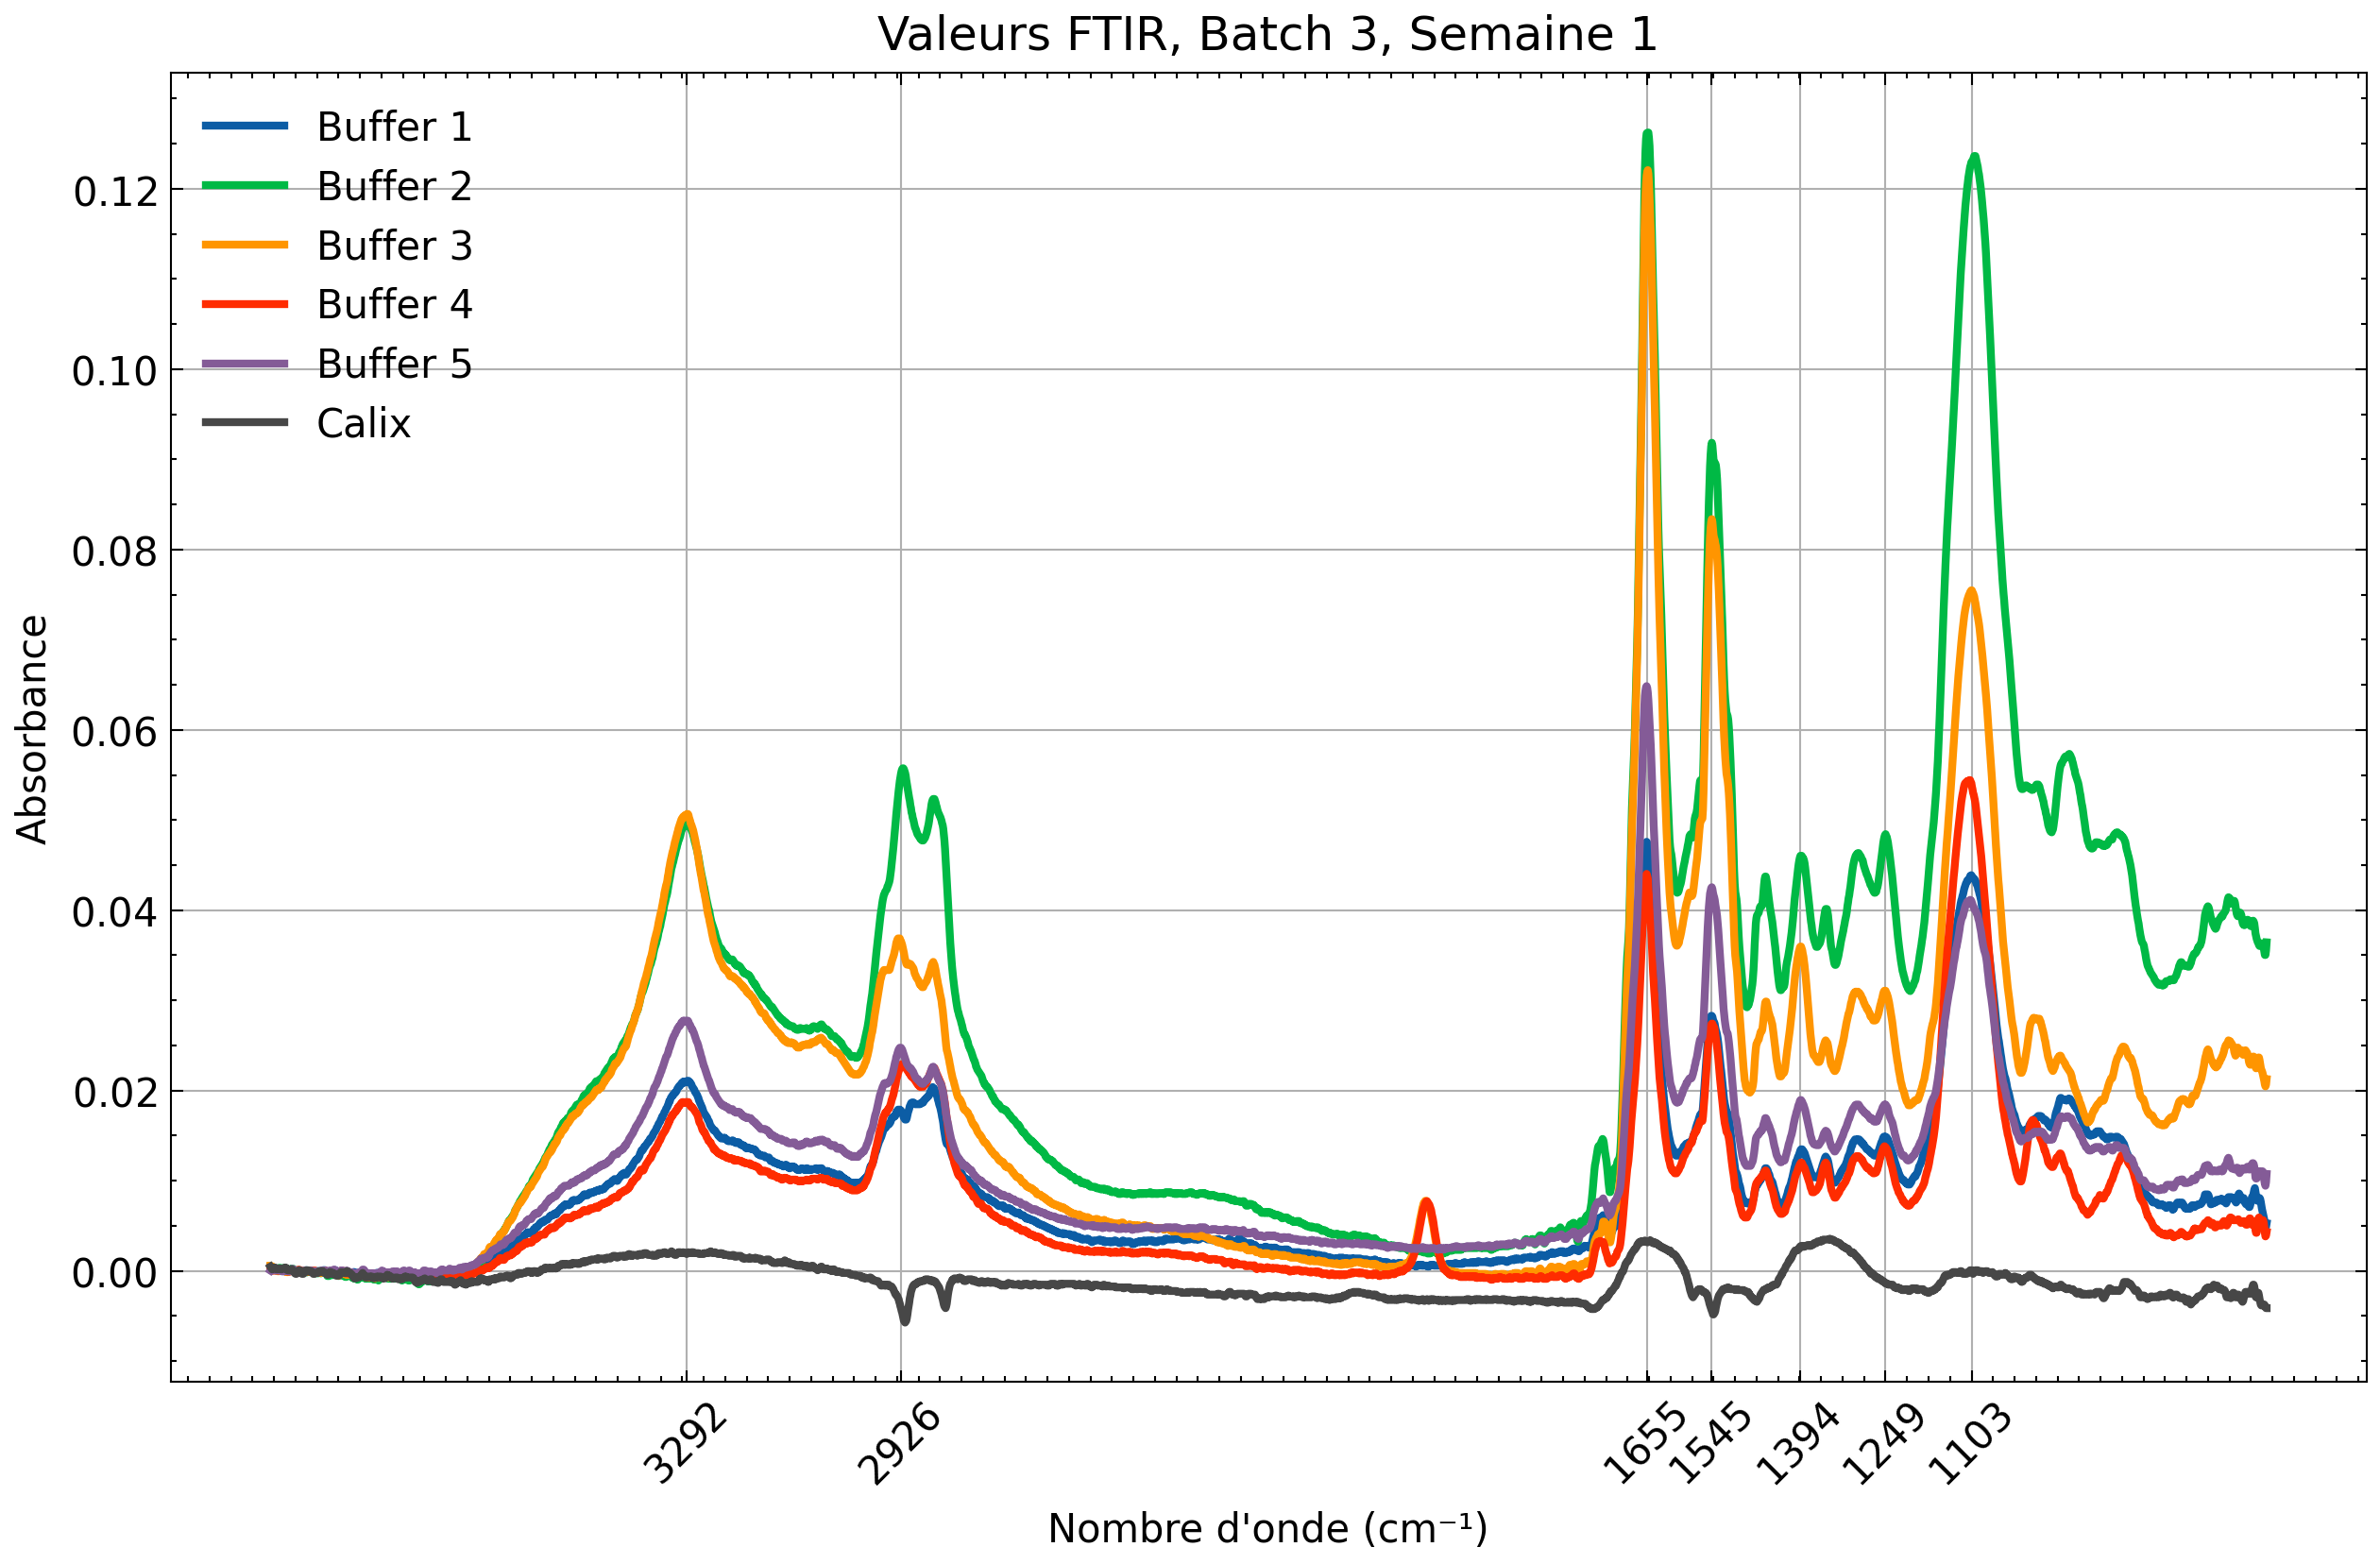 Valeurs FTIR, Batch 3, Semaine 1
Buffer 1
Buffer 2
Buffer 3
Buffer 4
Buffer 5
Calix
0.12
0.10
0.08
0.06
0.04
0.02
0.00
Absorbance
3292
2926
1655
1545
1394
1249
1103
Nombre d'onde (cm⁻¹)